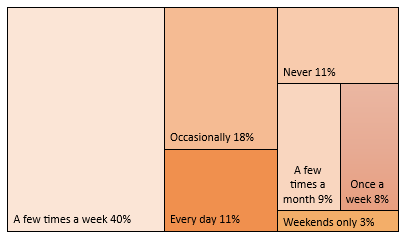 Never 11%
Occasionally 18%
A few
times a
month 9%
Once a
week 8%
A few times a week 40%
Every day 11%
Weekends only 3%